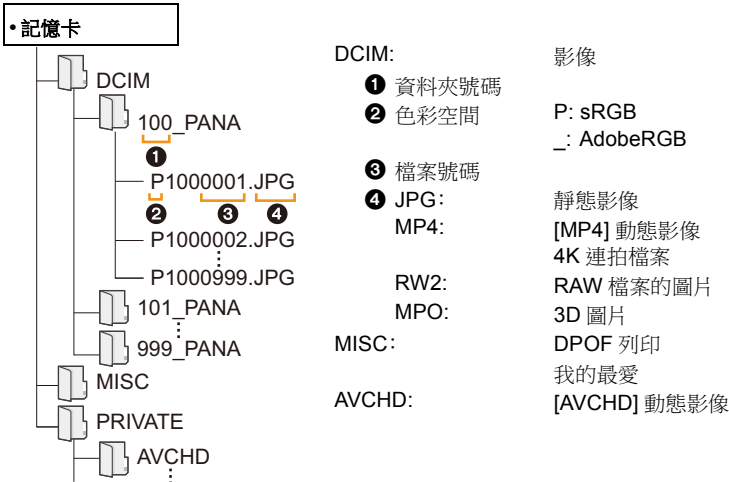 • 記憶卡
DCIM
100_PANA
❶
P1000001.JPG
❷ ❸ ❹
P1000002.JPG
P1000999.JPG
101_PANA
999_PANA
MISC
PRIVATE
AVCHD
DCIM: 影像
❶ 資料夾號碼
❷ 色彩空間 P: sRGB
_: AdobeRGB
❸ 檔案號碼
❹ JPG: 靜態影像
MP4: [MP4] 動態影像
4K 連拍檔案
RW2: RAW 檔案的圖片
MPO: 3D 圖片
MISC: DPOF 列印
我的最愛
AVCHD: [AVCHD] 動態影像